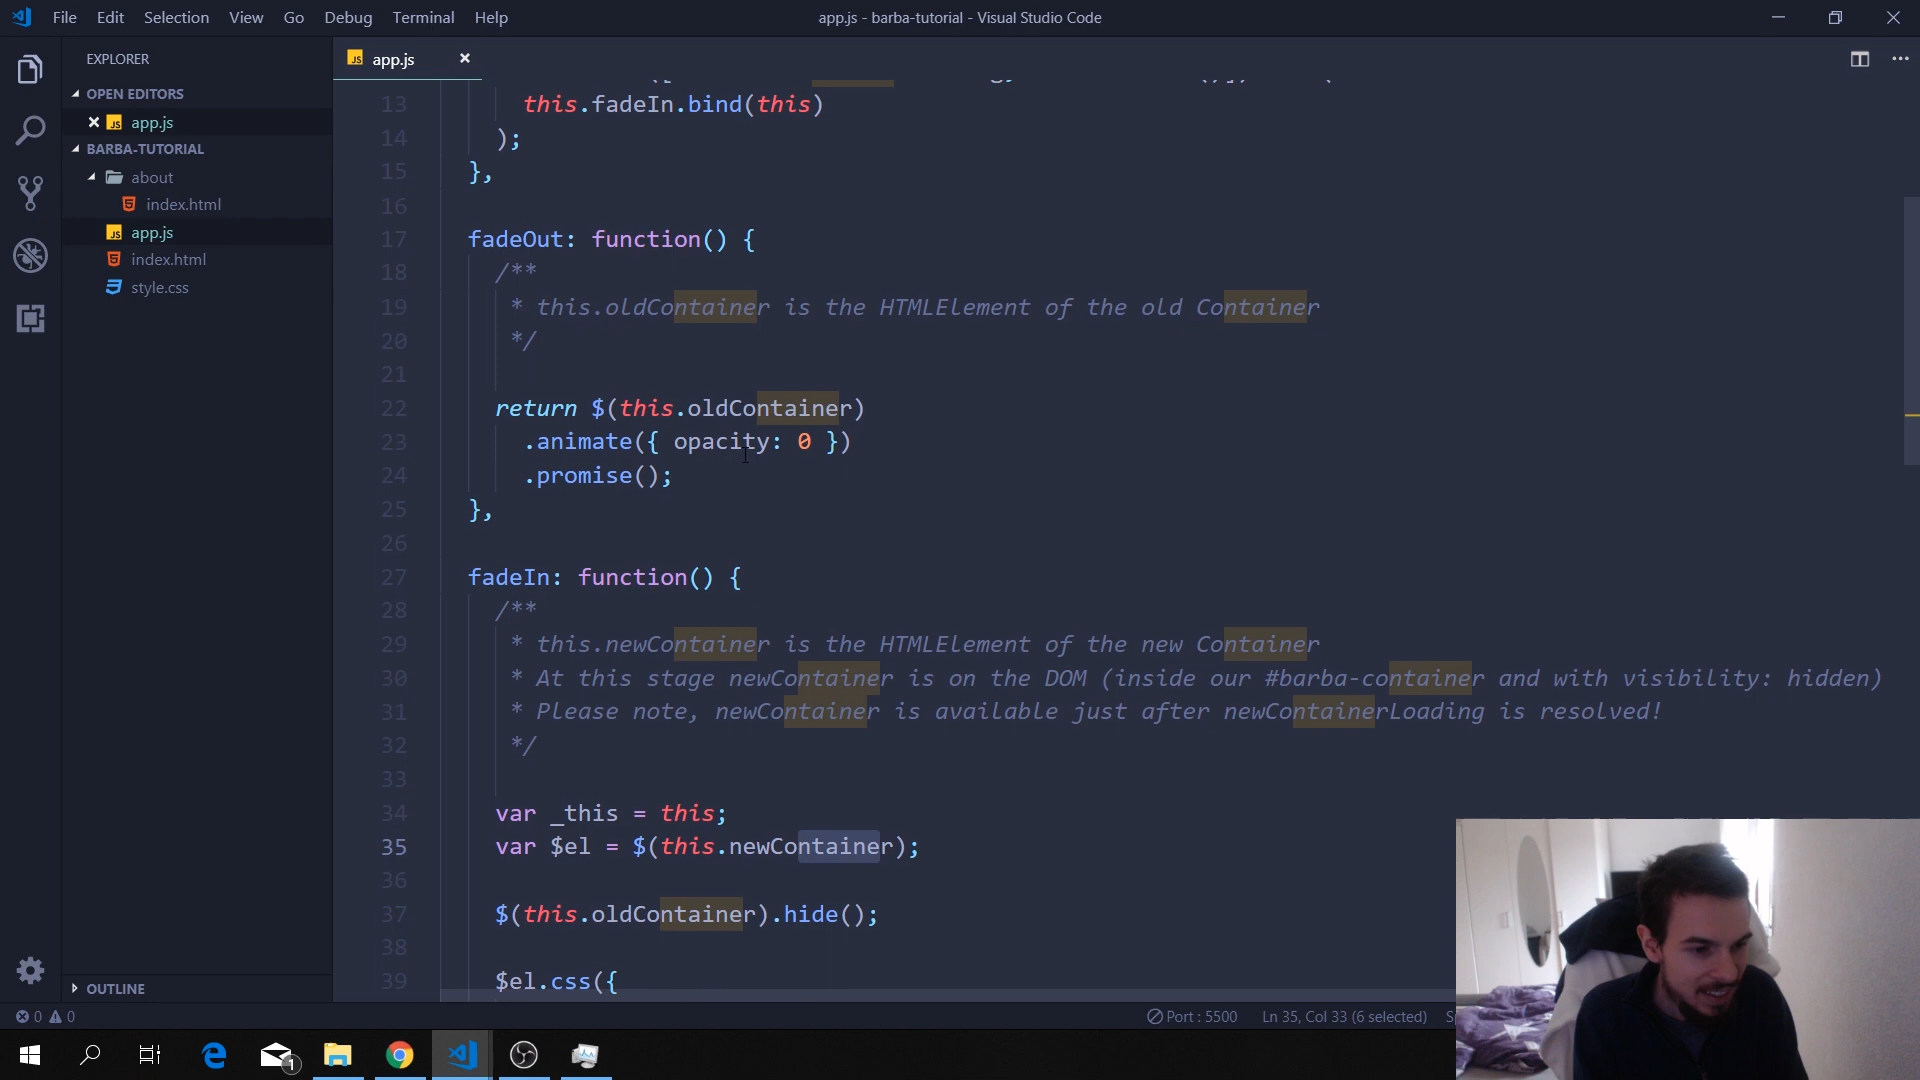 File Edit Selection View Go Debug Terminal Help
app.js - barba-tutorial - Visual Studio Code
EXPLORER
OPEN EDITORS
app.js
BARBA-TUTORIAL
about
index.html
app.js
index.html
style.css
OUTLINE
app.js
13 this.fadeIn.bind(this)
14 );
15 },
16
17 fadeOut: function() {
18 /**
19 * this.oldContainer is the HTMLElement of the old Container
20 */
21
22 return $(this.oldContainer)
23 .animate({ opacity: 0 })
24 .promise();
25 },
26
27 fadeIn: function() {
28 /**
29 * this.newContainer is the HTMLElement of the new Container
30 * At this stage newContainer is on the DOM (inside our #barba-container and with visibility: hidden)
31 * Please note, newContainer is available just after newContainerLoading is resolved!
32 */
33
34 var _this = this;
35 var $el = $(this.newContainer);
36
37 $(this.oldContainer).hide();
38
39 $el.css({
0 0
Port : 5500 Ln 35, Col 33 (6 selected)
1